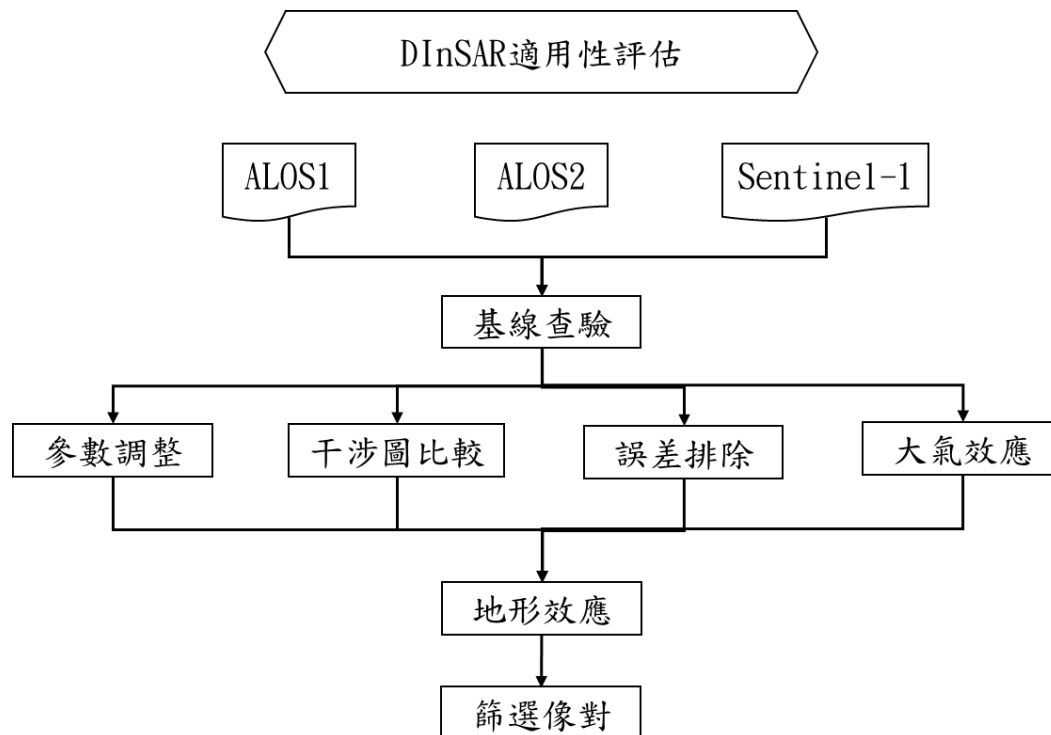 DInSAR適用性評估
ALOS1
ALOS2
Sentinel-1
基線查驗
參數調整
干涉圖比較
誤差排除
大氣效應
地形效應
篩選像對